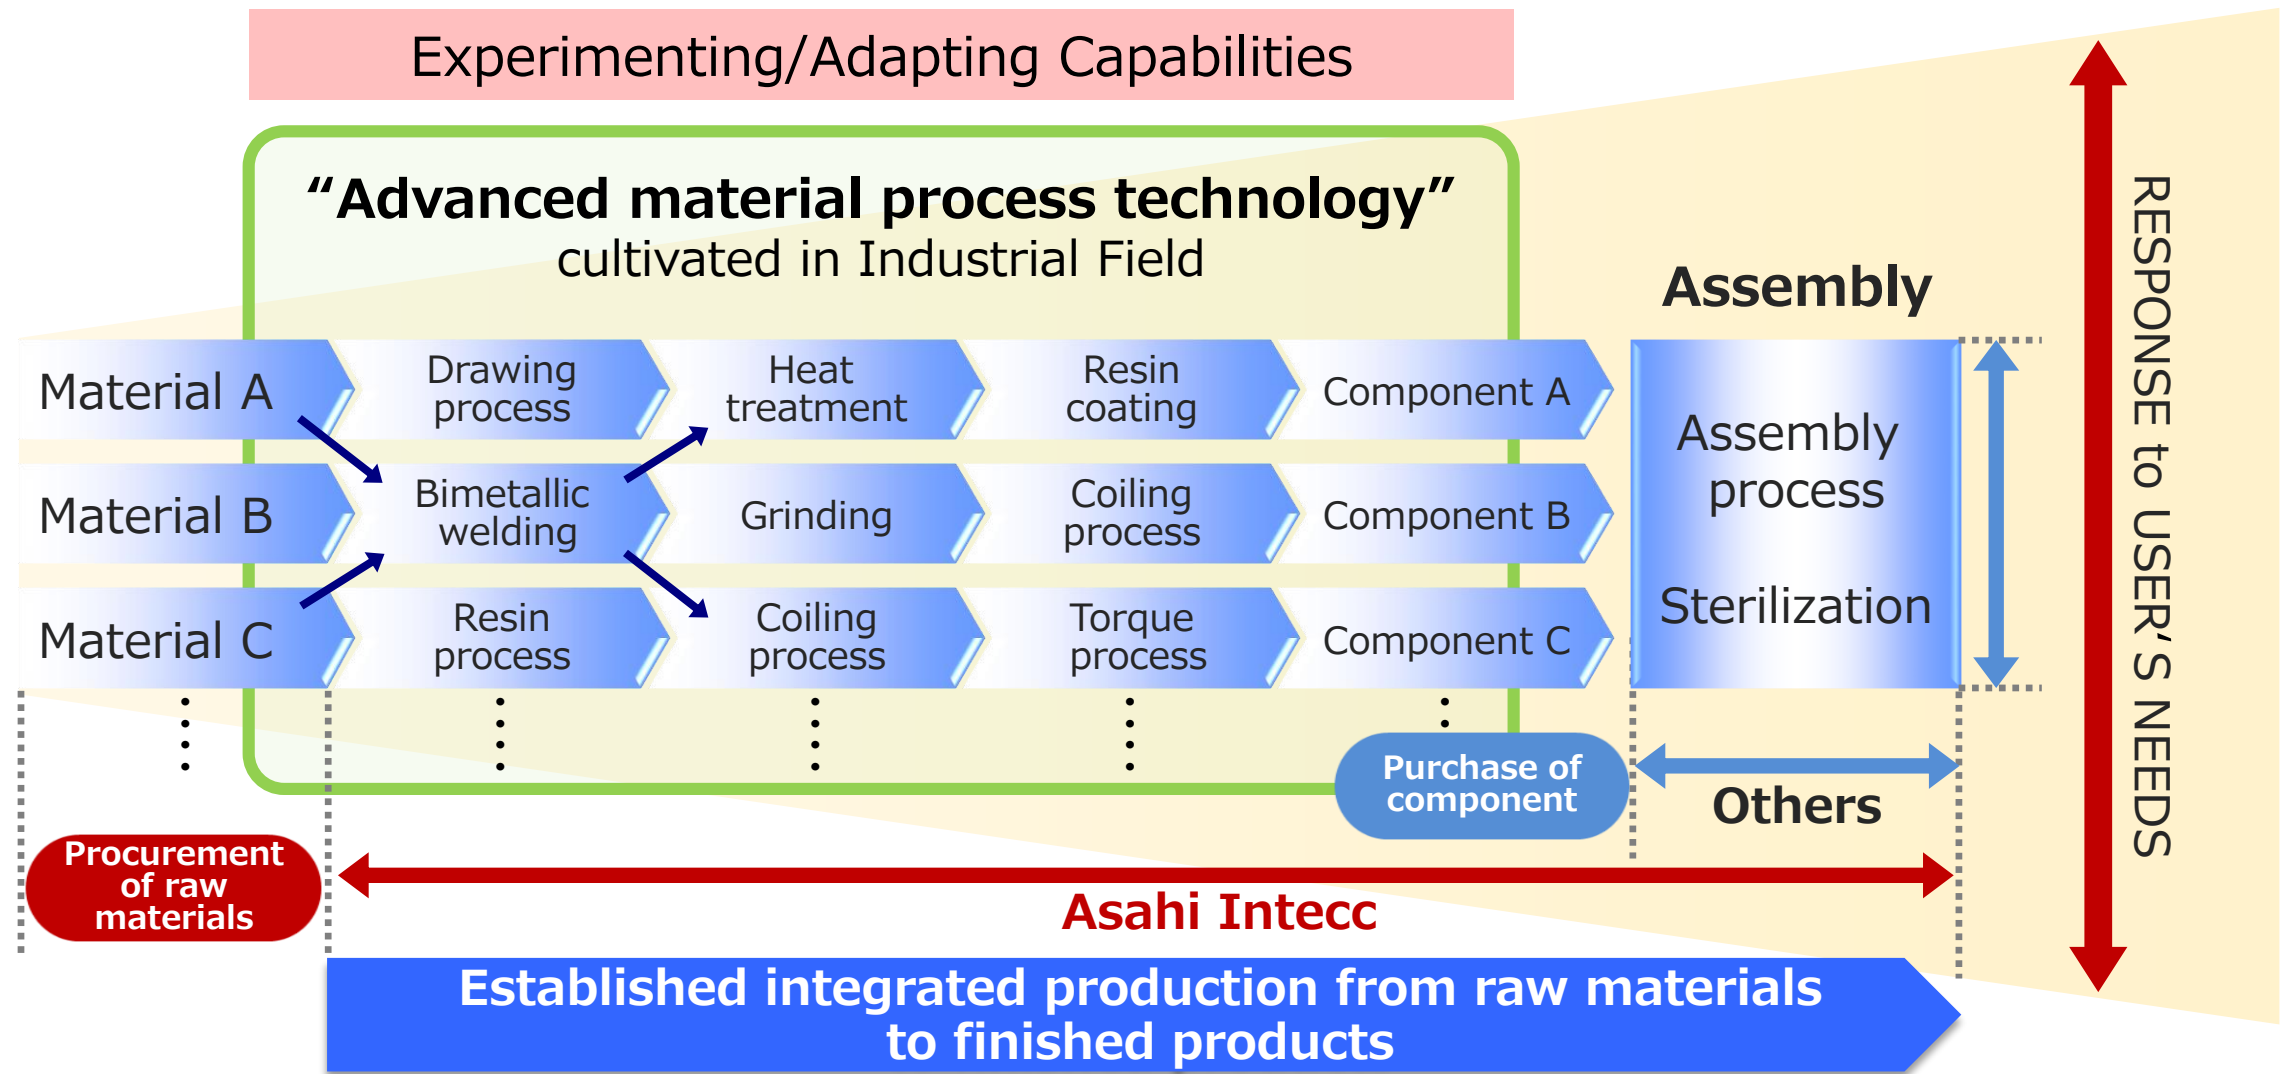 Experimenting/Adapting Capabilities
“Advanced material process technology”
cultivated in Industrial Field
Assembly
Material A
Drawing
process
Heat
treatment
Resin
coating
Component A
Material B
Bimetallic
welding
Grinding
Coiling
process
Component B
Material C
Resin
process
Coiling
process
Torque
process
Component C
Assembly
process
Sterilization
RESPONSE to USER‘S NEEDS
Purchase of
component
Others
Procurement
of raw
materials
Asahi Intecc
Established integrated production from raw materials
to finished products